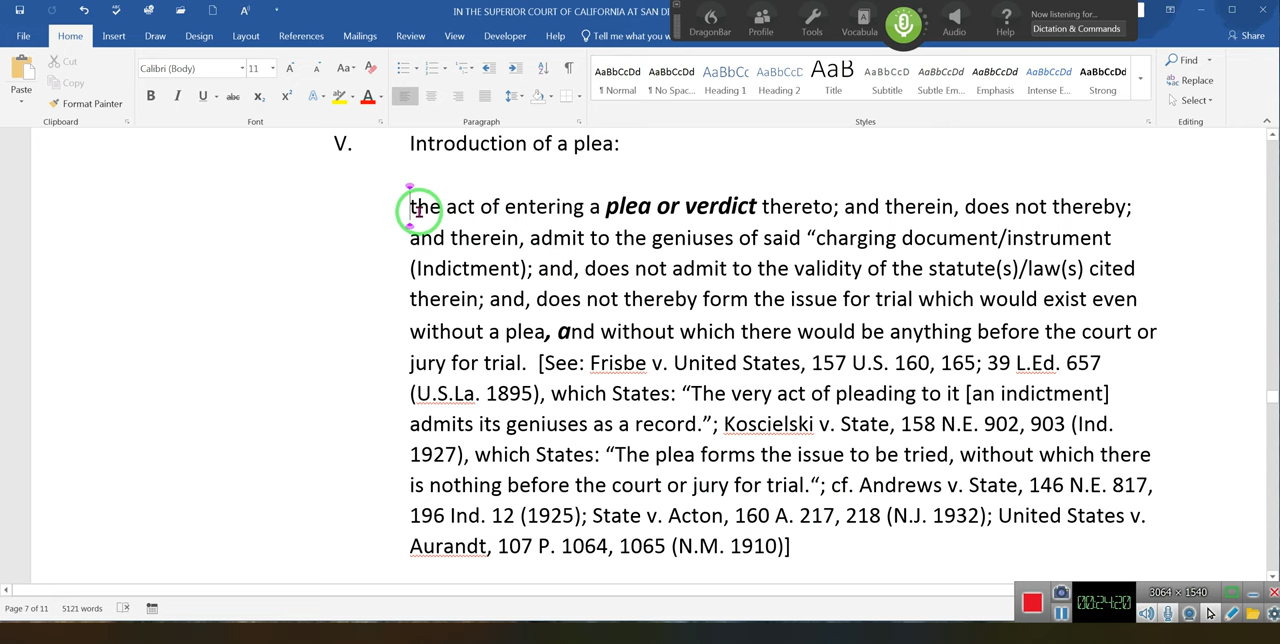 IN THE SUPERIOR COURT OF CALIFORNIA AT SAN D
File Home Insert Draw Design Layout References Mailings Review View Developer Help Tell me what you w
DragonBar Profile Tools Vocabula Audio Help
Now listening for...
Dictation & Commands
Share
Paste
Cut
Copy
Format Painter
Clipboard
Calibri (Body) 11
Font
Paragraph
AaBbCcDd AaBbCcDd AaBbCc AaBbCcD AaB AaBbCcD AaBbCcDd AaBbCcDd AaBbCcDd AaBbCcDd
¶ Normal ¶ No Spac... Heading 1 Heading 2 Title Subtitle Subtle Em... Emphasis Intense E... Strong
Styles
Find
Replace
Select
Editing
V. Introduction of a plea:
the act of entering a plea or verdict thereto; and therein, does not thereby;
and therein, admit to the geniuses of said “charging document/instrument
(Indictment); and, does not admit to the validity of the statute(s)/law(s) cited
therein; and, does not thereby form the issue for trial which would exist even
without a plea, and without which there would be anything before the court or
jury for trial. [See: Frisbe v. United States, 157 U.S. 160, 165; 39 L.Ed. 657
(U.S.La. 1895), which States: “The very act of pleading to it [an indictment]
admits its geniuses as a record.”; Koscielski v. State, 158 N.E. 902, 903 (Ind.
1927), which States: “The plea forms the issue to be tried, without which there
is nothing before the court or jury for trial.“; cf. Andrews v. State, 146 N.E. 817,
196 Ind. 12 (1925); State v. Acton, 160 A. 217, 218 (N.J. 1932); United States v.
Aurandt, 107 P. 1064, 1065 (N.M. 1910)]
Page 7 of 11 5121 words
00:24:20
3064 × 1540